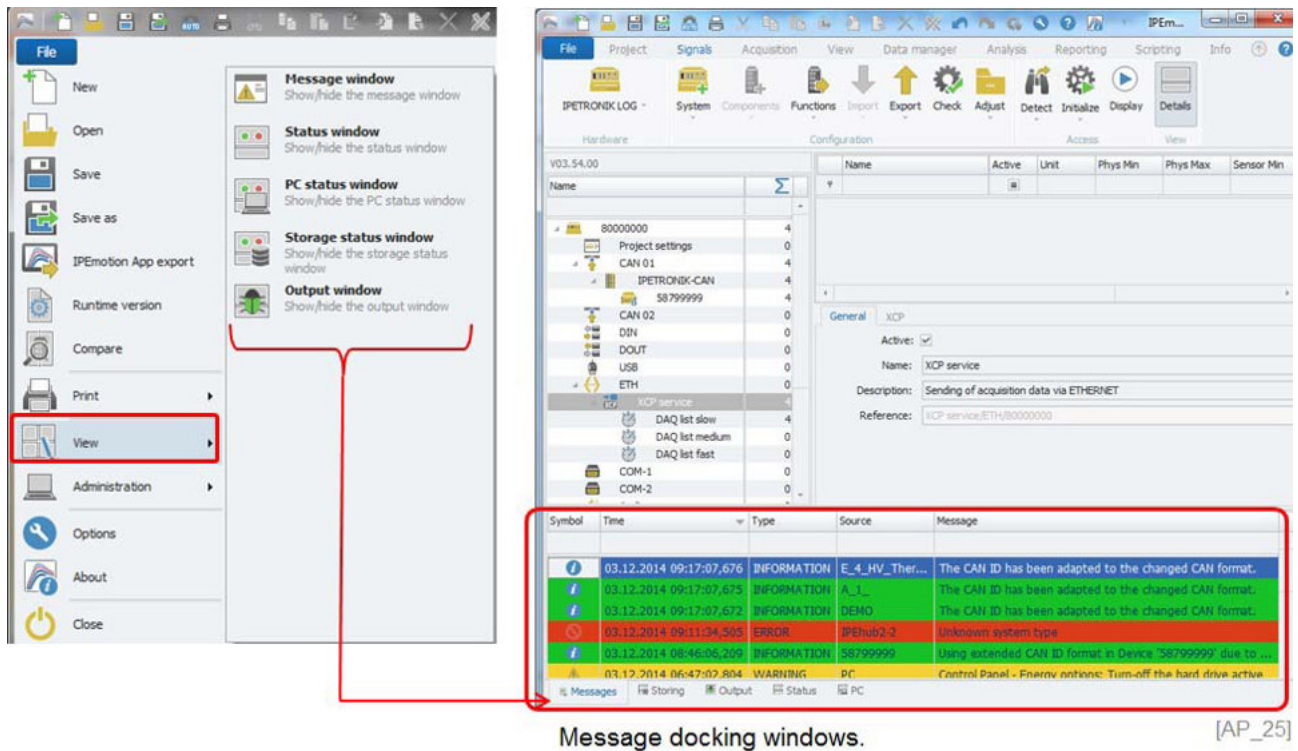 AUTO
File
New
Open
Save
Save as
IPEmotion App export
Runtime version
Compare
Print
View
Administration
Options
About
Close
Message window
Show/hide the message window
Status window
Show/hide the status window
PC status window
Show/hide the PC status window
Storage status window
Show/hide the storage status
window
Output window
Show/hide the output window
IPEm...
File Project Signals Acquisition View Data manager Analysis Reporting Scripting Info
IPETRONIK LOG System Components Functions Import Export Check Adjust Detect Initialize Display Details
Hardware Configuration Access View
V03.54.00
Name
80000000 4
Project settings 0
CAN 01 4
IPETRONIK-CAN 4
58799999 4
CAN 02 0
DIN 0
DOUT 0
USB 0
ETH 0
XCP service 4
DAQ list slow 4
DAQ list medium 0
DAQ list fast 0
COM-1 0
COM-2 0
Name Active Unit Phys Min Phys Max Sensor Min
General XCP
Active:
Name: XCP service
Description: Sending of acquisition data via ETHERNET
Reference: XCP service/ETH/80000000
Symbol Time Type Source Message
03.12.2014 09:17:07,676 INFORMATION E_4_HV_Ther... The CAN ID has been adapted to the changed CAN format.
03.12.2014 09:17:07,675 INFORMATION A_1_ The CAN ID has been adapted to the changed CAN format.
03.12.2014 09:17:07,672 INFORMATION DEMO The CAN ID has been adapted to the changed CAN format.
03.12.2014 09:11:34,505 ERROR IPEhub2-2 Unknown system type
03.12.2014 08:46:06,209 INFORMATION 58799999 Using extended CAN ID format in Device '58799999' due to ...
03.12.2014 06:47:02,804 WARNING PC Control Panel - Energy options: Turn-off the hard drive active
Messages Storing Output Status PC
Message docking windows.
[AP_25]